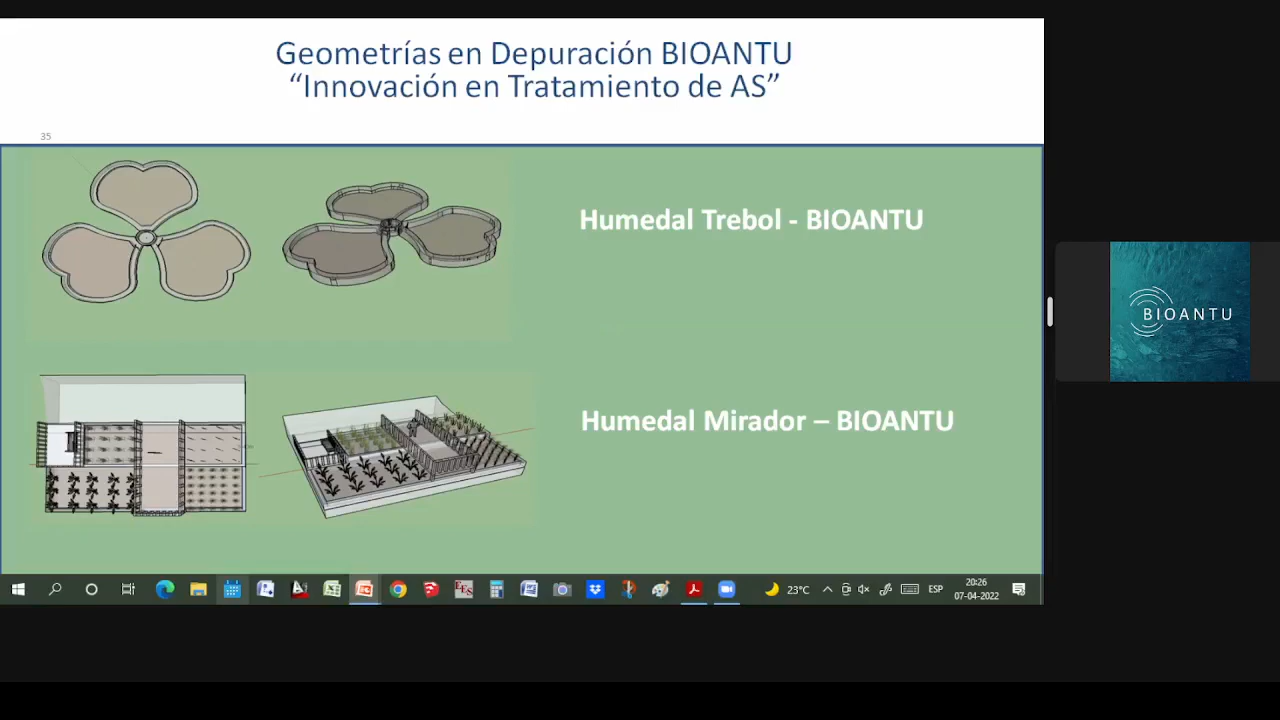 Geometrías en Depuración BIOANTU
“Innovación en Tratamiento de AS”
35
Humedal Trebol - BIOANTU
Humedal Mirador – BIOANTU
BIOANTU
23°C
ESP
20:26
07-04-2022